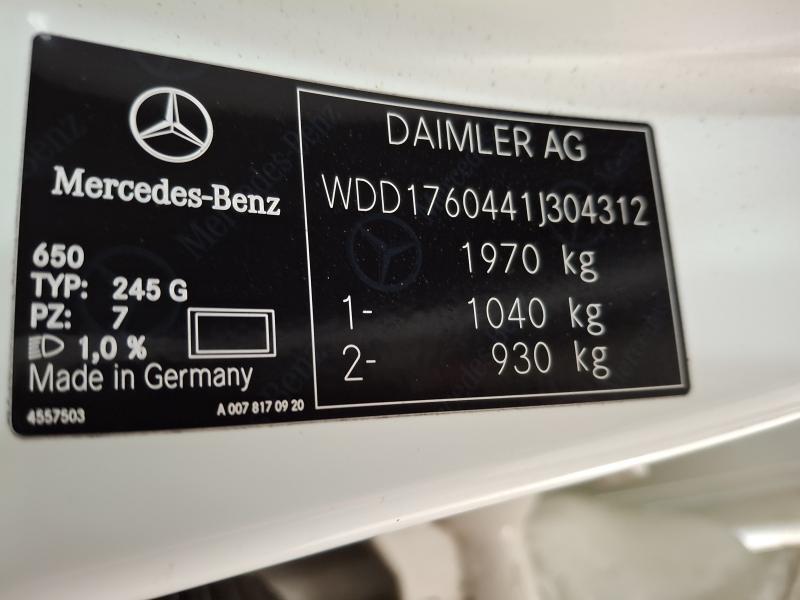 Mercedes-Benz
650
TYP: 245 G
PZ: 7
1,0 %
Made in Germany
4557503
A 007 817 09 20
DAIMLER AG
WDD1760441J304312
1970 kg
1- 1040 kg
2- 930 kg